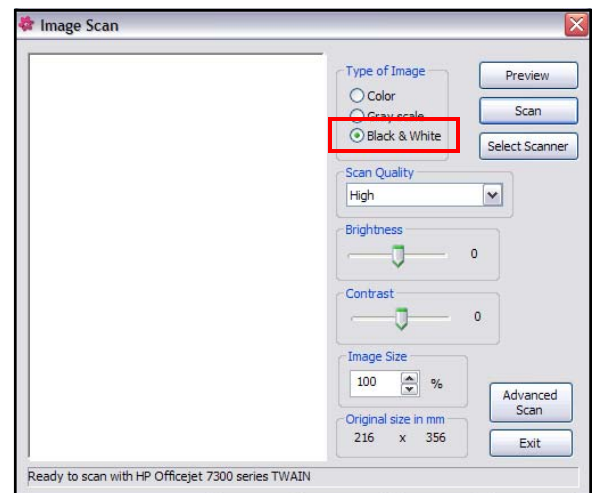 Image Scan
Type of Image
Color
Gray scale
Black & White
Preview
Scan
Select Scanner
Scan Quality
High
Brightness
0
Contrast
0
Image Size
100 %
Original size in mm
216 x 356
Advanced
Scan
Exit
Ready to scan with HP Officejet 7300 series TWAIN